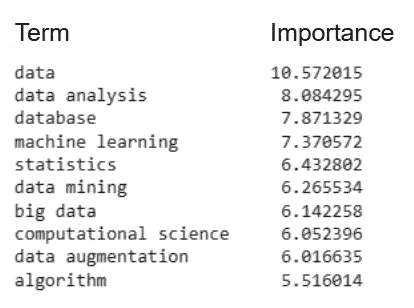 Term Importance
data 10.572015
data analysis 8.084295
database 7.871329
machine learning 7.370572
statistics 6.432802
data mining 6.265534
big data 6.142258
computational science 6.052396
data augmentation 6.016635
algorithm 5.516014